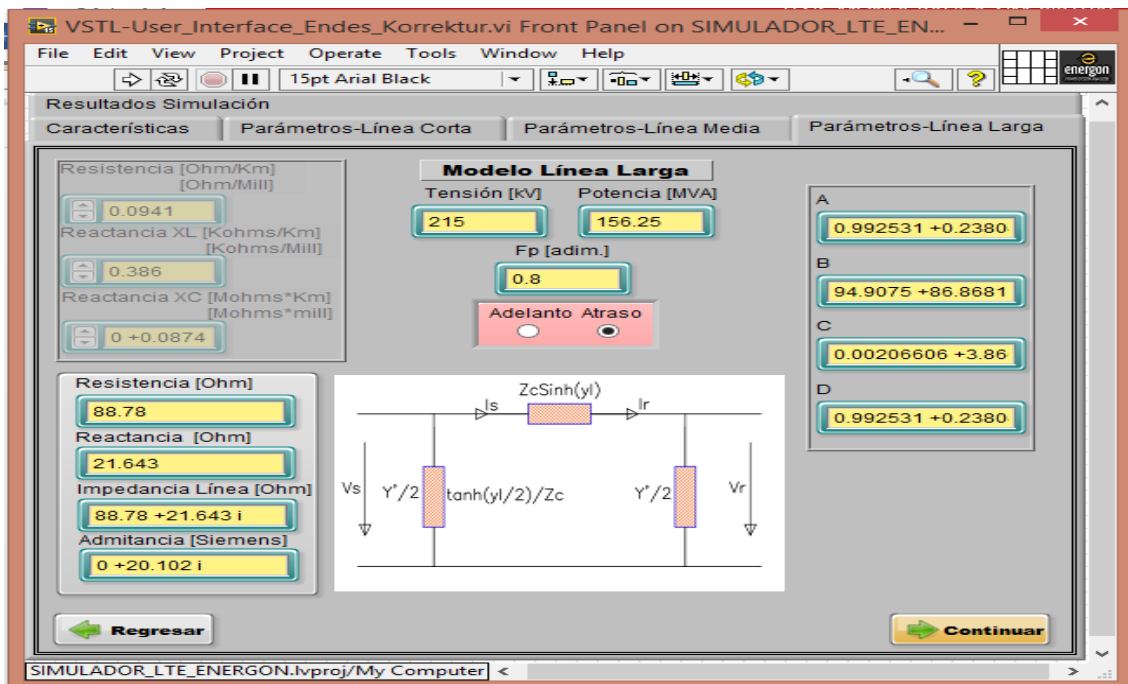 VSTL-User_Interface_Endes_Korrektur.vi Front Panel on SIMULADOR_LTE_EN...
File Edit View Project Operate Tools Window Help
15pt Arial Black
energon
Resultados Simulación
Características Parámetros-Línea Corta Parámetros-Línea Media Parámetros-Línea Larga
Resistencia [Ohm/Km]
[Ohm/Mill]
0.0941
Reactancia XL [Kohms/Km]
[Kohms/Mill]
0.386
Reactancia XC [Mohms*Km]
[Mohms*mill]
0 +0.0874
Modelo Línea Larga
Tensión [kV] Potencia [MVA]
215 156.25
Fp [adim.]
0.8
Adelanto Atraso
A
0.992531 +0.2380
B
94.9075 +86.8681
C
0.00206606 +3.86
D
0.992531 +0.2380
Resistencia [Ohm]
88.78
Reactancia [Ohm]
21.643
Impedancia Línea [Ohm]
88.78 +21.643 i
Admitancia [Siemens]
0 +20.102 i
ZcSinh(yl)
Is Ir
Vs Y'/2 tanh(yl/2)/Zc Y'/2 Vr
Regresar Continuar
SIMULADOR_LTE_ENERGON.lvproj/My Computer